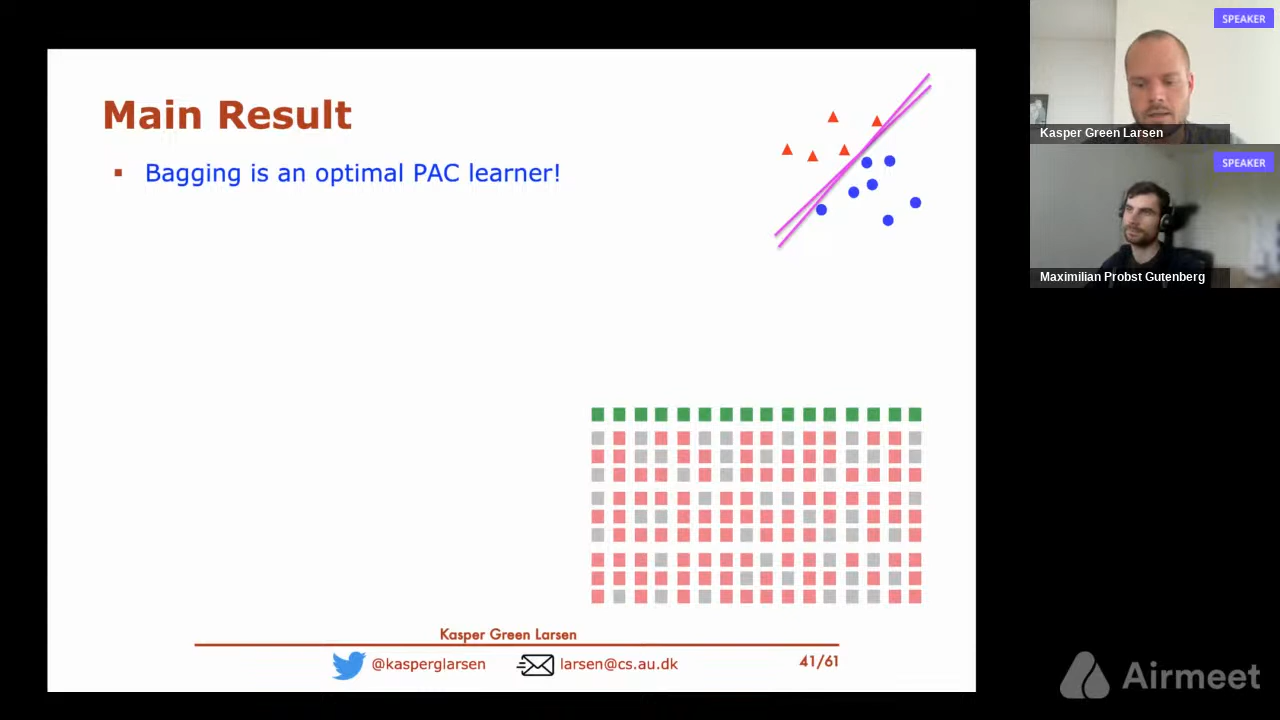 Main Result
Bagging is an optimal PAC learner!
Kasper Green Larsen
@kasperglarsen
larsen@cs.au.dk
41/61
SPEAKER
Kasper Green Larsen
SPEAKER
Maximilian Probst Gutenberg
Airmeet